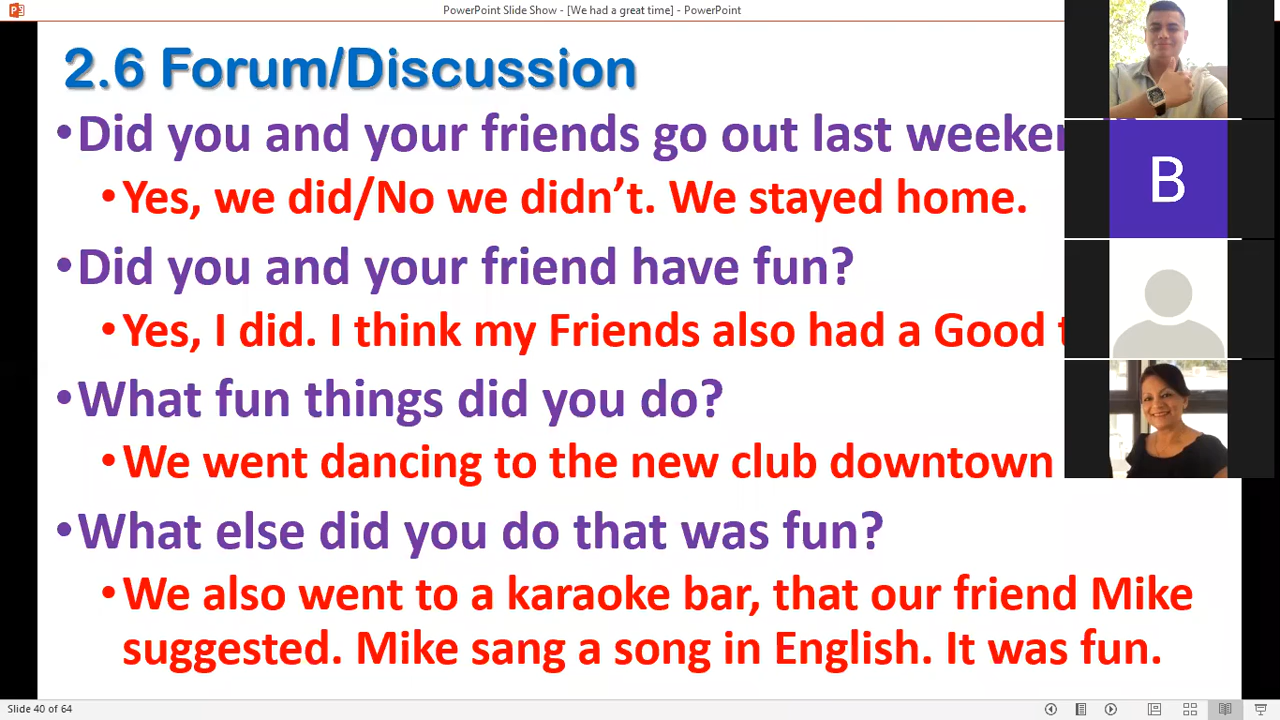 PowerPoint Slide Show - [We had a great time] - PowerPoint
2.6 Forum/Discussion
•Did you and your friends go out last
•Yes, we did/No we didn’t. We stayed home.
•Did you and your friend have fun?
•Yes, I did. I think my Friends also had a Good
•What fun things did you do?
•We went dancing to the new club downtown
•What else did you do that was fun?
•We also went to a karaoke bar, that our friend Mike
suggested. Mike sang a song in English. It was fun.
B
Slide 40 of 64